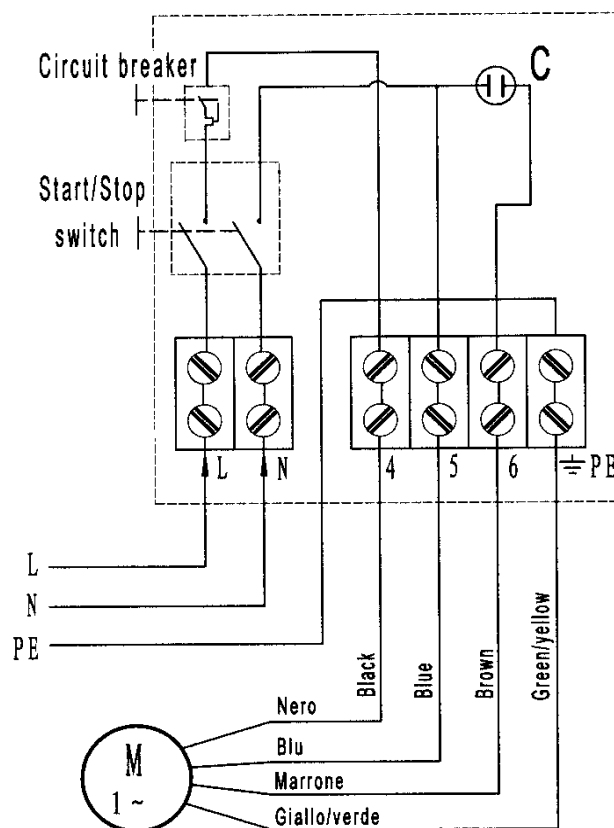 Circuit breaker
C
Start/Stop
switch
L
N
4
5
6
PE
L
N
PE
Black
Blue
Brown
Green/yellow
Nero
Blu
Marrone
Giallo/verde
M
1 ~